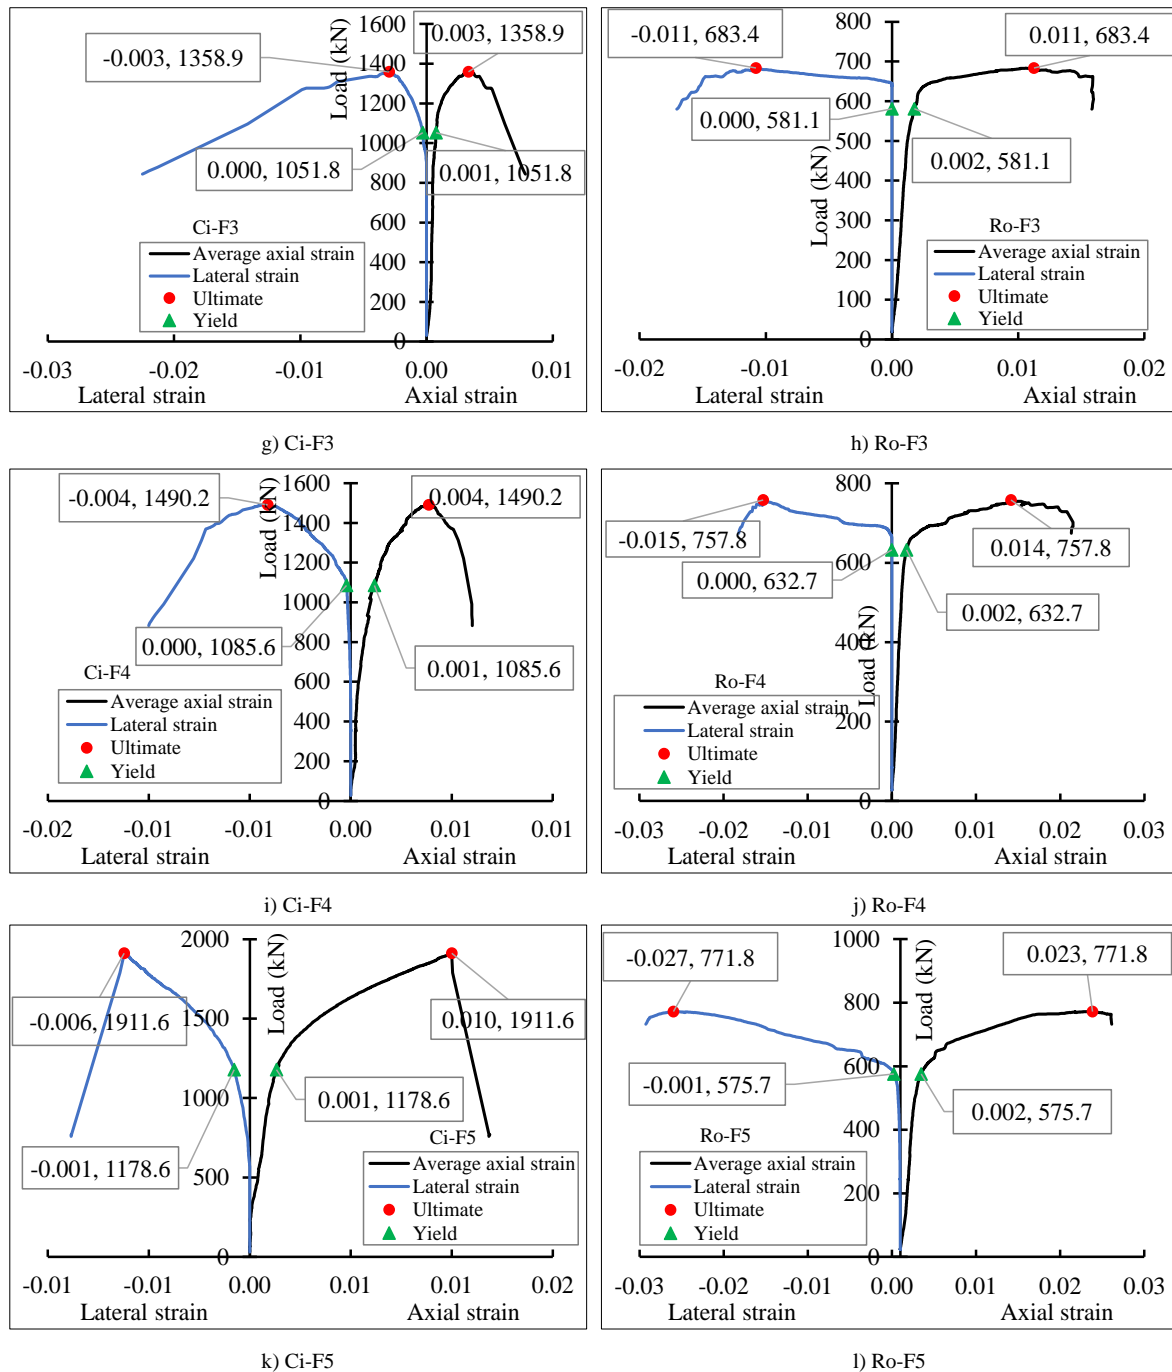 -0.003, 1358.9
0.003, 1358.9
0.000, 1051.8
0.001, 1051.8
Load (kN)
1600
1400
1200
1000
800
600
400
200
0
Ci-F3
Average axial strain
Lateral strain
Ultimate
Yield
-0.03
-0.02
-0.01
0.00
0.01
Lateral strain
Axial strain
g) Ci-F3
-0.011, 683.4
0.011, 683.4
0.000, 581.1
0.002, 581.1
Load (kN)
800
700
600
500
400
300
200
100
0
Ro-F3
Average axial strain
Lateral strain
Ultimate
Yield
-0.02
-0.01
0.00
0.01
0.02
Lateral strain
Axial strain
h) Ro-F3
-0.004, 1490.2
0.004, 1490.2
0.000, 1085.6
0.001, 1085.6
Load (kN)
1600
1400
1200
1000
800
600
400
200
0
Ci-F4
Average axial strain
Lateral strain
Ultimate
Yield
-0.02
-0.01
-0.01
0.00
0.01
0.01
Lateral strain
Axial strain
i) Ci-F4
-0.015, 757.8
0.014, 757.8
0.000, 632.7
0.002, 632.7
Load (kN)
800
600
400
200
0
Ro-F4
Average axial strain
Lateral strain
Ultimate
Yield
-0.03
-0.02
-0.01
0.00
0.01
0.02
0.03
Lateral strain
Axial strain
j) Ro-F4
-0.006, 1911.6
0.010, 1911.6
-0.001, 1178.6
0.001, 1178.6
Load (kN)
2000
1500
1000
500
0
Ci-F5
Average axial strain
Lateral strain
Ultimate
Yield
-0.01
-0.01
0.00
0.01
0.01
0.02
Lateral strain
Axial strain
k) Ci-F5
-0.027, 771.8
0.023, 771.8
-0.001, 575.7
0.002, 575.7
Load (kN)
1000
800
600
400
200
0
Ro-F5
Average axial strain
Lateral strain
Ultimate
Yield
-0.03
-0.02
-0.01
0.00
0.01
0.02
0.03
Lateral strain
Axial strain
l) Ro-F5